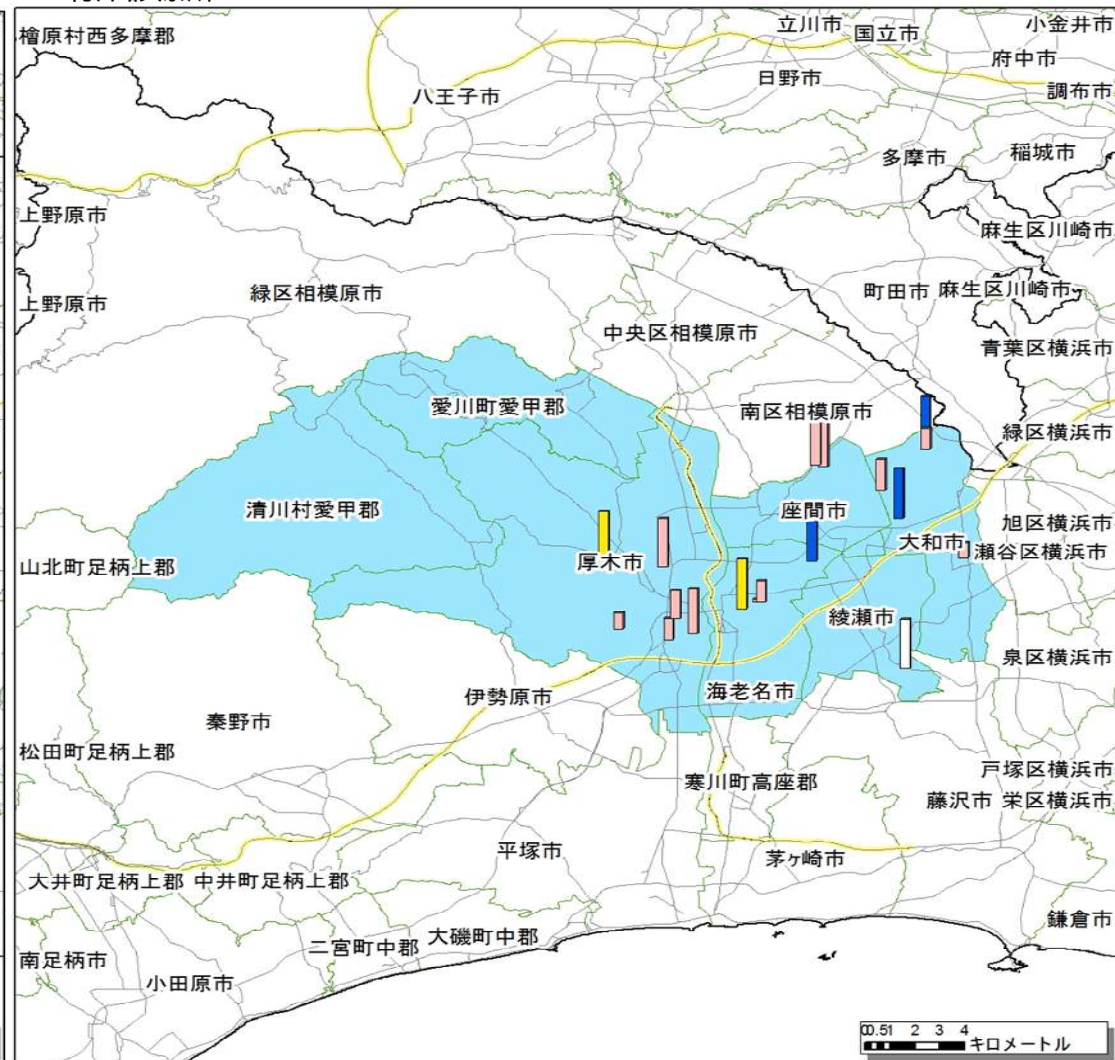 檜原村西多摩郡
立川市
国立市
小金井市
府中市
八王子市
日野市
調布市
多摩市
稲城市
上野原市
麻生区川崎市
緑区相模原市
町田市
麻生区川崎市
上野原市
中央区相模原市
青葉区横浜市
愛川町愛甲郡
南区相模原市
緑区横浜市
清川村愛甲郡
座間市
旭区横浜市
大和市
瀬谷区横浜市
山北町足柄上郡
厚木市
綾瀬市
泉区横浜市
伊勢原市
海老名市
秦野市
松田町足柄上郡
寒川町高座郡
戸塚区横浜市
藤沢市
栄区横浜市
平塚市
茅ヶ崎市
大井町足柄上郡
中井町足柄上郡
鎌倉市
二宮町中郡
大磯町中郡
南足柄市
小田原市
00.51 2 3 4
キロメートル